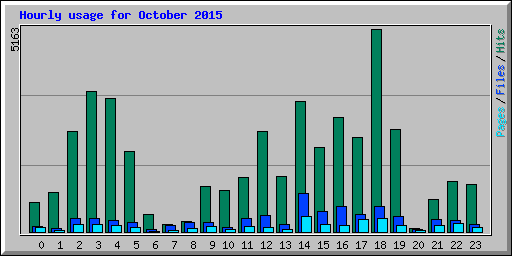 Hourly usage for October 2015
5163
Pages / Files / Hits
0 1 2 3 4 5 6 7 8 9 10 11 12 13 14 15 16 17 18 19 20 21 22 23